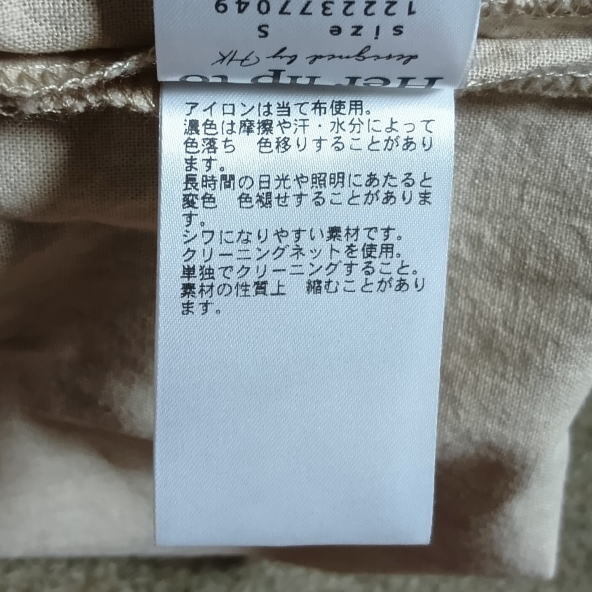 Her lip to
designed by HK
size S
1222377049
アイロンは当て布使用。
濃色は摩擦や汗・水分によって
色落ち　色移りすることがあり
ます。
長時間の日光や照明にあたると
変色　色褪せすることがありま
す。
シワになりやすい素材です。
クリーニングネットを使用。
単独でクリーニングすること。
素材の性質上　縮むことがあり
ます。